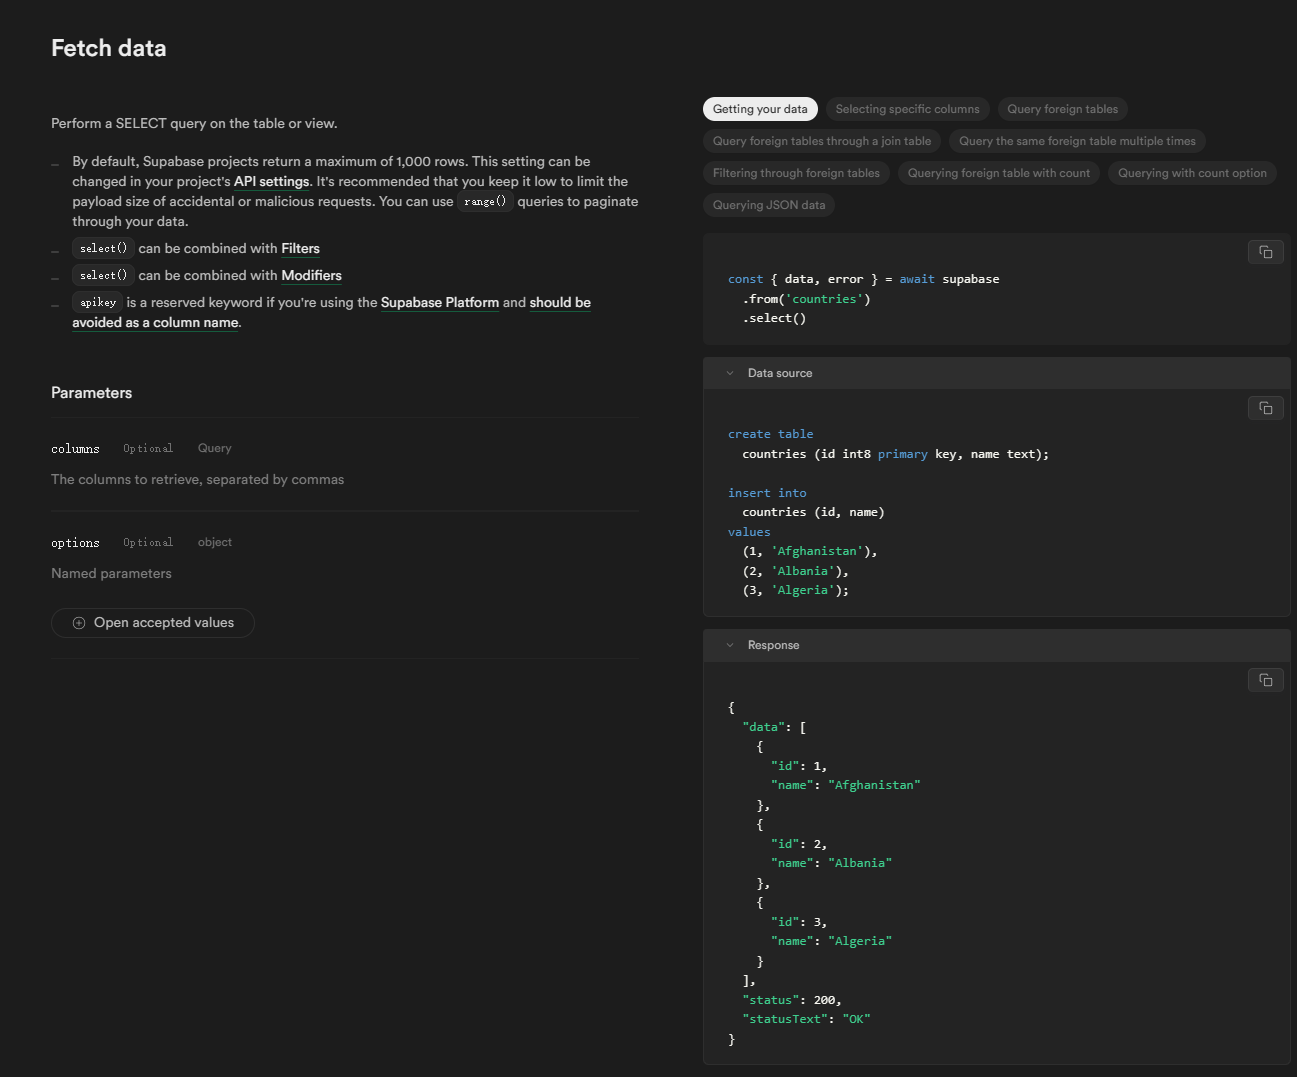 Fetch data
Perform a SELECT query on the table or view.
By default, Supabase projects return a maximum of 1,000 rows. This setting can be
changed in your project's API settings. It's recommended that you keep it low to limit the
payload size of accidental or malicious requests. You can use range() queries to paginate
through your data.
select() can be combined with Filters
select() can be combined with Modifiers
apikey is a reserved keyword if you're using the Supabase Platform and should be
avoided as a column name.
Parameters
columns Optional Query
The columns to retrieve, separated by commas
options Optional object
Named parameters
Open accepted values
Getting your data Selecting specific columns Query foreign tables
Query foreign tables through a join table Query the same foreign table multiple times
Filtering through foreign tables Querying foreign table with count Querying with count option
Querying JSON data
const { data, error } = await supabase
  .from('countries')
  .select()
Data source
create table
  countries (id int8 primary key, name text);
insert into
  countries (id, name)
values
  (1, 'Afghanistan'),
  (2, 'Albania'),
  (3, 'Algeria');
Response
{
  "data": [
    {
      "id": 1,
      "name": "Afghanistan"
    },
    {
      "id": 2,
      "name": "Albania"
    },
    {
      "id": 3,
      "name": "Algeria"
    }
  ],
  "status": 200,
  "statusText": "OK"
}